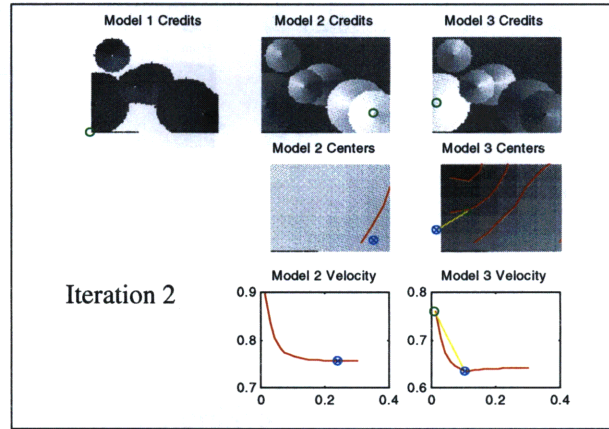 Model 1 Credits
Model 2 Credits
Model 3 Credits
Model 2 Centers
Model 3 Centers
Iteration 2
Model 2 Velocity
Model 3 Velocity
0.9
0.8
0.7
0
0.2
0.4
0.8
0.7
0.6
0
0.2
0.4